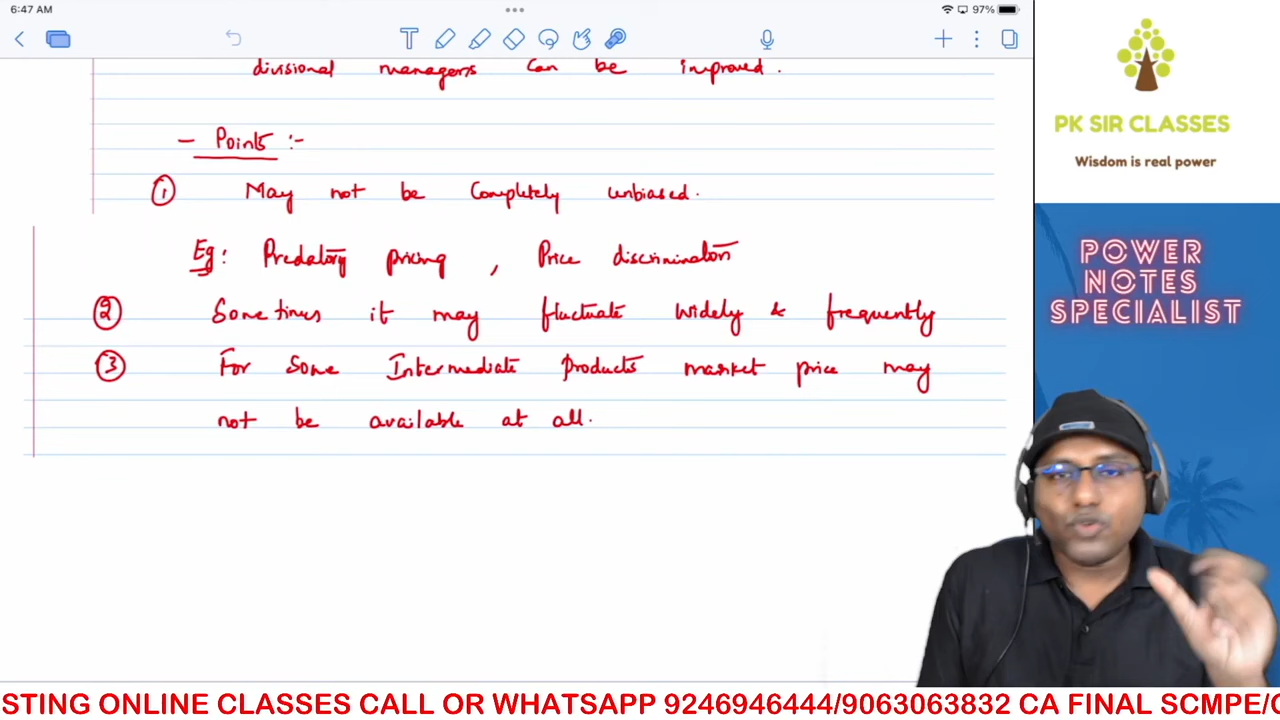 6:47 AM
97%
divisional managers can be improved.
- Points :-
① May not be Completely unbiased.
Eg: Predatory pricing, Price discrimination
② Sometimes it may fluctuate widely & frequently
③ For Some Intermediate Products market price may
not be available at all.
PK SIR CLASSES
Wisdom is real power
POWER
NOTES
SPECIALIST
STING ONLINE CLASSES CALL OR WHATSAPP 9246946444/9063063832 CA FINAL SCMPE/